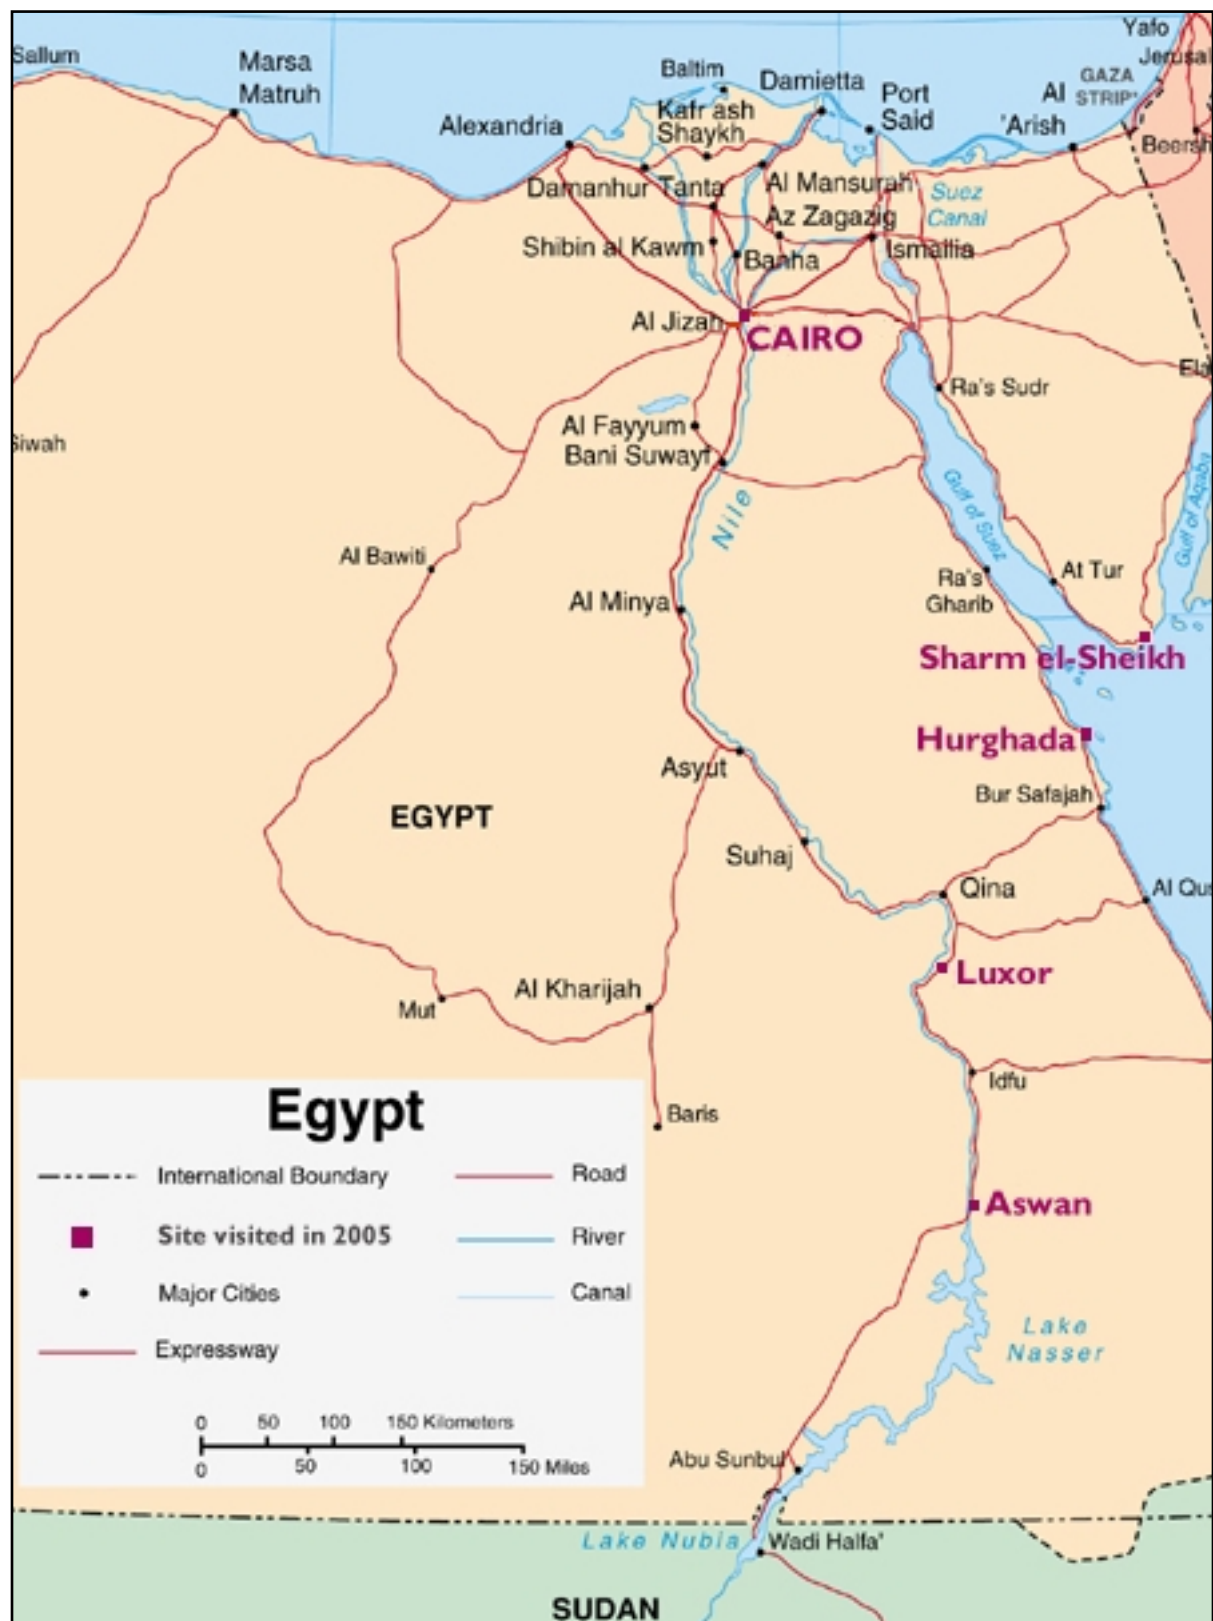 Yafo
Sallum
Marsa
Matruh
Baltim
Damietta
Jerusal
GAZA
STRIP
Port
Said
Al
'Arish
Kafr ash
Shaykh
Alexandria
Beersh
Damanhur
Tanta
Al Mansurah
Suez
Canal
Az Zagazig
Shibin al Kawm
Banha
Ismailia
Al Jizah
CAIRO
Ela
Ra's Sudr
Siwah
Al Fayyum
Bani Suwayf
Nile
Gulf of Suez
Gulf of Aqaba
Al Bawiti
Ra's
Gharib
At Tur
Al Minya
Sharm el-Sheikh
Hurghada
Asyut
Bur Safajah
EGYPT
Suhaj
Qina
Al Qus
Luxor
Al Kharijah
Mut
Idfu
Baris
Aswan
Egypt
International Boundary
Road
Site visited in 2005
River
Major Cities
Canal
Expressway
0 50 100 150 Kilometers
0 50 100 150 Miles
Lake
Nasser
Abu Sunbul
Lake Nubia
Wadi Halfa'
SUDAN